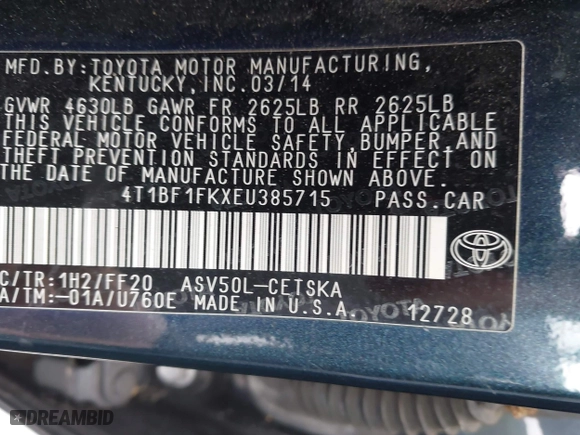 MFD.BY:TOYOTA MOTOR MANUFACTURING,
KENTUCKY, INC.03/14
GVWR 4630LB GAWR FR 2625LB RR 2625LB
THIS VEHICLE CONFORMS TO ALL APPLICABLE
FEDERAL MOTOR VEHICLE SAFETY, BUMPER, AND
THEFT PREVENTION STANDARDS IN EFFECT ON
THE DATE OF MANUFACTURE SHOWN ABOVE.
4T1BF1FKXEU385715 PASS.CAR
C/TR:1H2/FF20 ASV50L-CETSKA
A/TM:-01A/U760E MADE IN U.S.A. 12728
TOYOTA
DREAMBID